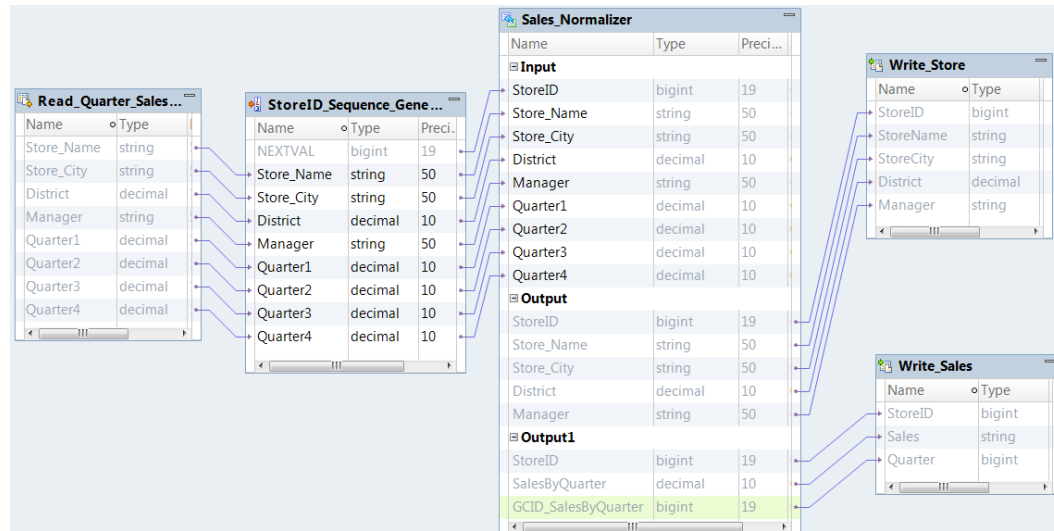 Read_Quarter_Sales...
Name Type
Store_Name string
Store_City string
District decimal
Manager string
Quarter1 decimal
Quarter2 decimal
Quarter3 decimal
Quarter4 decimal
StoreID_Sequence_Gene...
Name Type Preci.
NEXTVAL bigint 19
Store_Name string 50
Store_City string 50
District decimal 10
Manager string 50
Quarter1 decimal 10
Quarter2 decimal 10
Quarter3 decimal 10
Quarter4 decimal 10
Sales_Normalizer
Name Type Preci...
Input
StoreID bigint 19
Store_Name string 50
Store_City string 50
District decimal 10
Manager string 50
Quarter1 decimal 10
Quarter2 decimal 10
Quarter3 decimal 10
Quarter4 decimal 10
Output
StoreID bigint 19
Store_Name string 50
Store_City string 50
District decimal 10
Manager string 50
Output1
StoreID bigint 19
SalesByQuarter decimal 10
GCID_SalesByQuarter bigint 19
Write_Store
Name Type
StoreID bigint
StoreName string
StoreCity string
District decimal
Manager string
Write_Sales
Name Type
StoreID bigint
Sales string
Quarter bigint